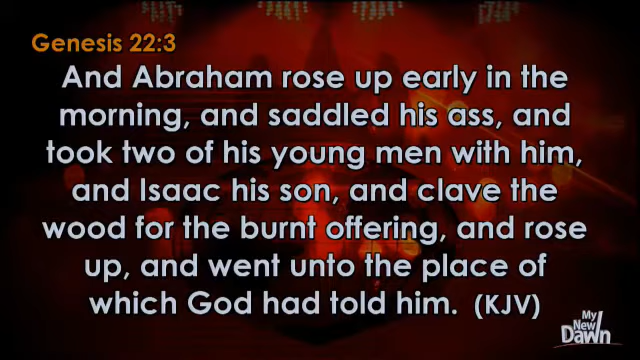 Genesis 22:3
And Abraham rose up early in the
morning, and saddled his ass, and
took two of his young men with him,
and Isaac his son, and clave the
wood for the burnt offering, and rose
up, and went unto the place of
which God had told him. (KJV)
My
New
Dawn